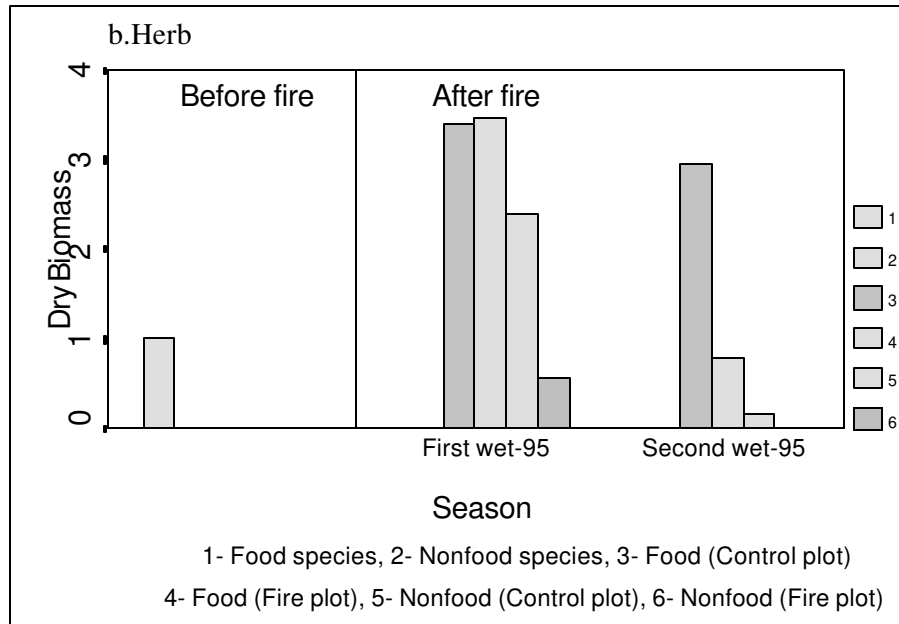 b.Herb
Before fire
After fire
Dry Biomass
4
3
2
1
0
First wet-95
Second wet-95
Season
1
2
3
4
5
6
1- Food species, 2- Nonfood species, 3- Food (Control plot)
4- Food (Fire plot), 5- Nonfood (Control plot), 6- Nonfood (Fire plot)